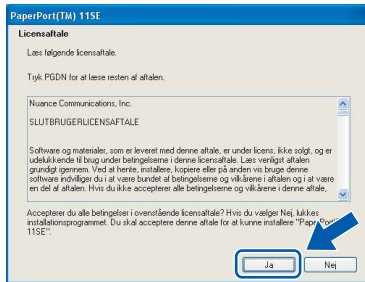 PaperPort(TM) 11SE
Licensaftale
Læs følgende licensaftale.
Tryk PGDN for at læse resten af aftalen.
Nuance Communications, Inc.
SLUTBRUGERLICENSAFTALE
Software og materialer, som er leveret med denne aftale, er under licens, ikke solgt, og er
udelukkende til brug under betingelserne i denne licensaftale. Læs venligst aftalen
grundigt igennem. Ved at hente, installere, kopiere eller på anden vis bruge denne
software indvilliger du i at være bundet af betingelserne og vilkårene i aftalen og i at være
en del af aftalen. Hvis du ikke accepterer alle betingelserne og vilkårene i denne aftale,
Accepterer du alle betingelser i ovenstående licensaftale? Hvis du vælger Nej, lukkes
installationsprogrammet. Du skal acceptere denne aftale for at kunne installere "PaperPort
11SE".
Ja
Nej